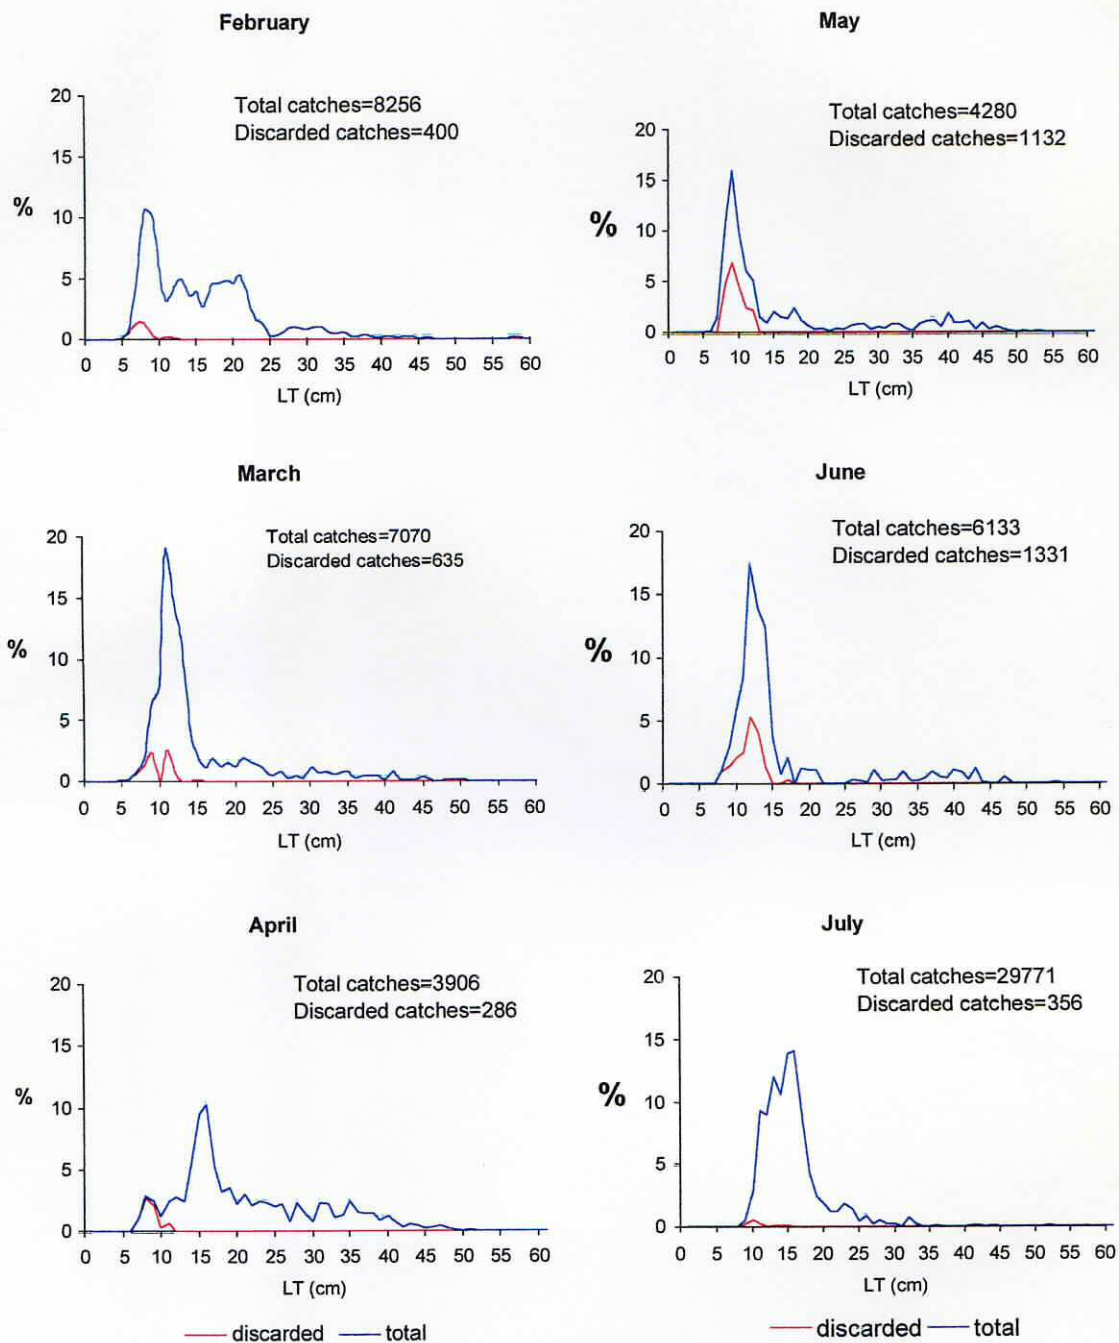 February
Total catches=8256
Discarded catches=400
20
15
%
10
5
0
0 5 10 15 20 25 30 35 40 45 50 55 60
LT (cm)
May
Total catches=4280
Discarded catches=1132
20
15
%
10
5
0
0 5 10 15 20 25 30 35 40 45 50 55 60
LT (cm)
March
Total catches=7070
Discarded catches=635
20
15
%
10
5
0
0 5 10 15 20 25 30 35 40 45 50 55 60
LT (cm)
June
Total catches=6133
Discarded catches=1331
20
15
%
10
5
0
0 5 10 15 20 25 30 35 40 45 50 55 60
LT (cm)
April
Total catches=3906
Discarded catches=286
20
15
%
10
5
0
0 5 10 15 20 25 30 35 40 45 50 55 60
LT (cm)
discarded total
July
Total catches=29771
Discarded catches=356
20
15
%
10
5
0
0 5 10 15 20 25 30 35 40 45 50 55 60
LT (cm)
discarded total